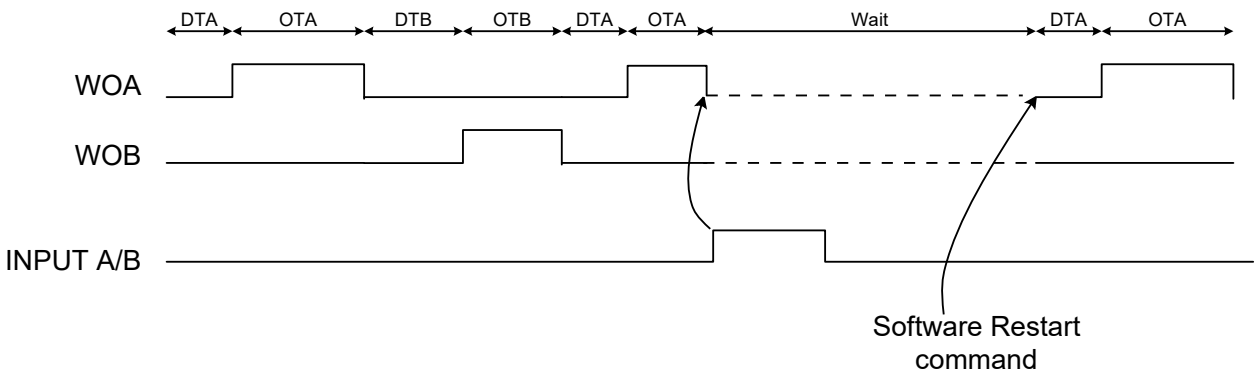 DTA OTA DTB OTB DTA OTA Wait DTA OTA
WOA
WOB
INPUT A/B
Software Restart
command